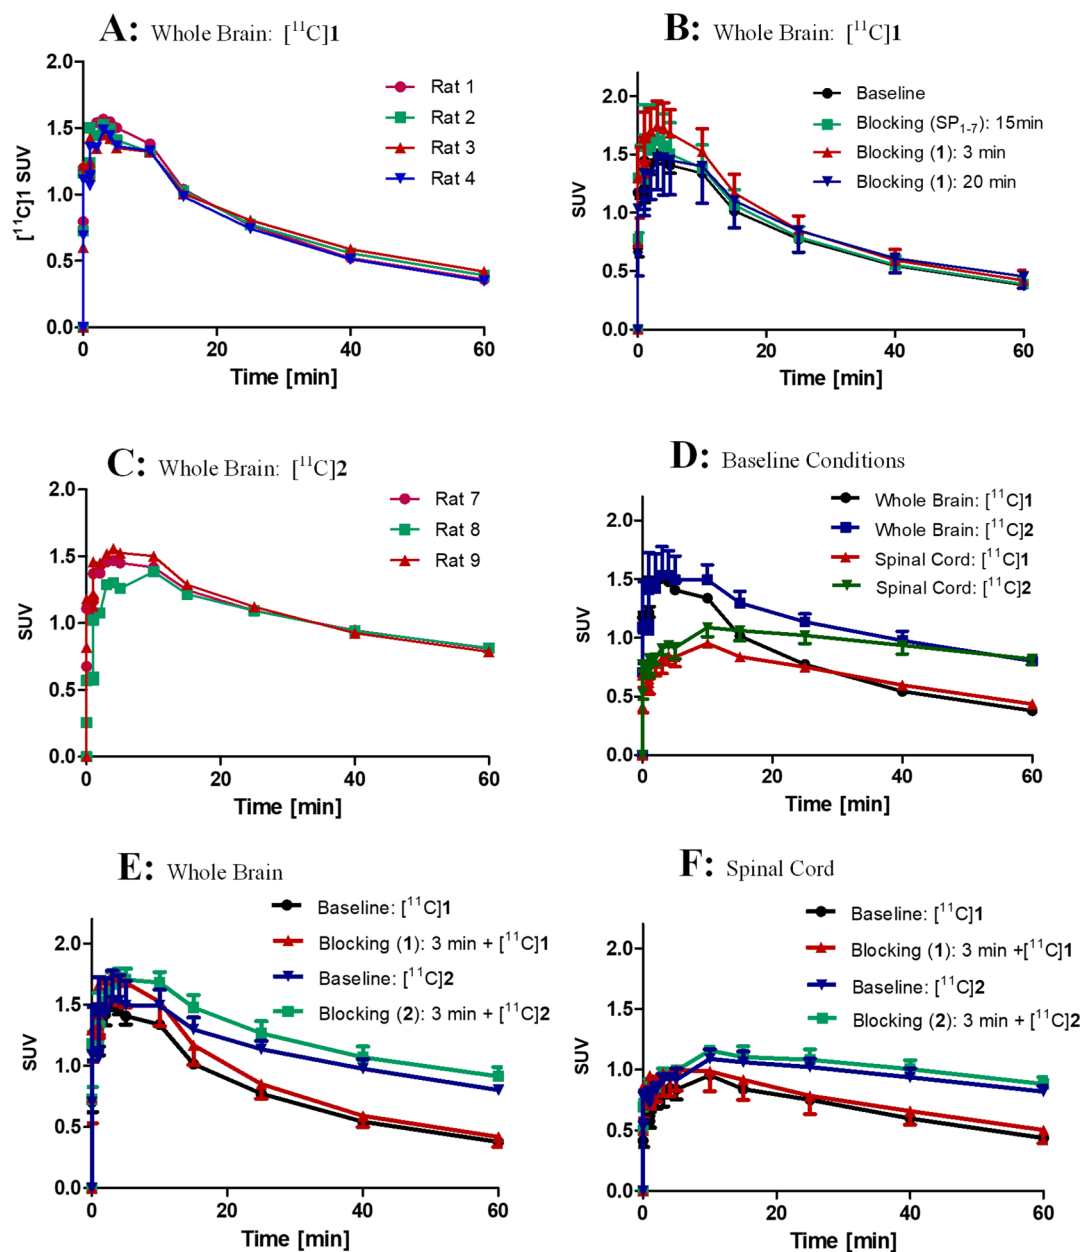 A: Whole Brain: [¹¹C]1
[¹¹C]1 SUV
2.0
1.5
1.0
0.5
0.0
Rat 1
Rat 2
Rat 3
Rat 4
0 20 40 60
Time [min]
B: Whole Brain: [¹¹C]1
SUV
2.0
1.5
1.0
0.5
0.0
Baseline
Blocking (SP₁₋₇): 15min
Blocking (1): 3 min
Blocking (1): 20 min
0 20 40 60
Time [min]
C: Whole Brain: [¹¹C]2
SUV
2.0
1.5
1.0
0.5
0.0
Rat 7
Rat 8
Rat 9
0 20 40 60
Time [min]
D: Baseline Conditions
SUV
2.0
1.5
1.0
0.5
0.0
Whole Brain: [¹¹C]1
Whole Brain: [¹¹C]2
Spinal Cord: [¹¹C]1
Spinal Cord: [¹¹C]2
0 20 40 60
Time [min]
E: Whole Brain
SUV
2.0
1.5
1.0
0.5
0.0
Baseline: [¹¹C]1
Blocking (1): 3 min + [¹¹C]1
Baseline: [¹¹C]2
Blocking (2): 3 min + [¹¹C]2
0 20 40 60
Time [min]
F: Spinal Cord
SUV
2.0
1.5
1.0
0.5
0.0
Baseline: [¹¹C]1
Blocking (1): 3 min +[¹¹C]1
Baseline: [¹¹C]2
Blocking (2): 3 min + [¹¹C]2
0 20 40 60
Time [min]